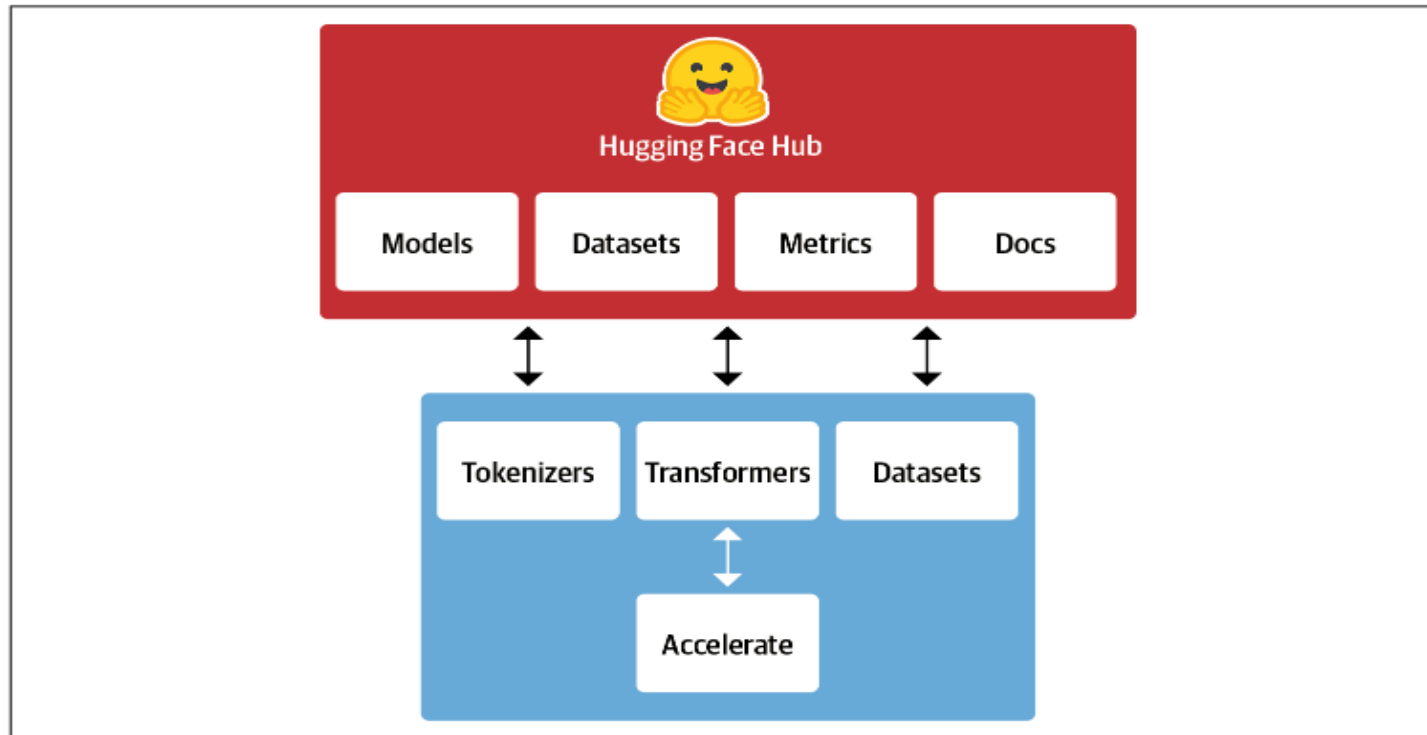 Hugging Face Hub
Models Datasets Metrics Docs
Tokenizers Transformers Datasets
Accelerate